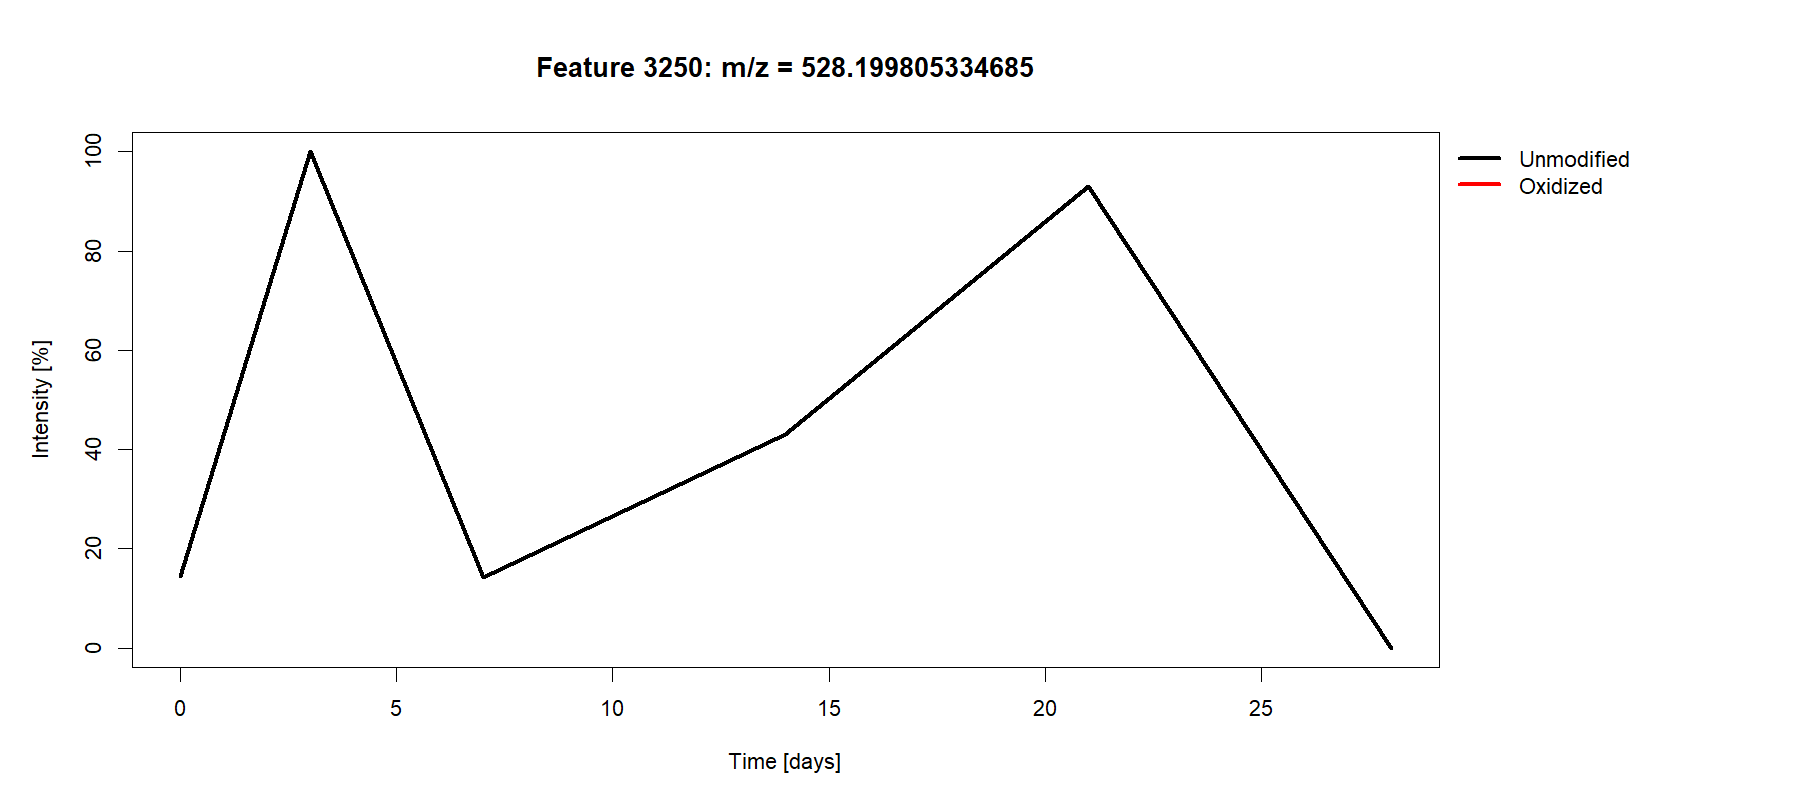 Feature 3250: m/z = 528.199805334685
Unmodified
Oxidized
Intensity [%]
100
80
60
40
20
0
0 5 10 15 20 25
Time [days]